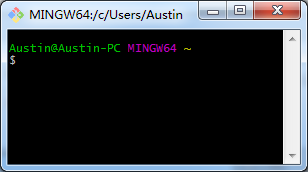 MINGW64:/c/Users/Austin
Austin@Austin-PC MINGW64 ~
$